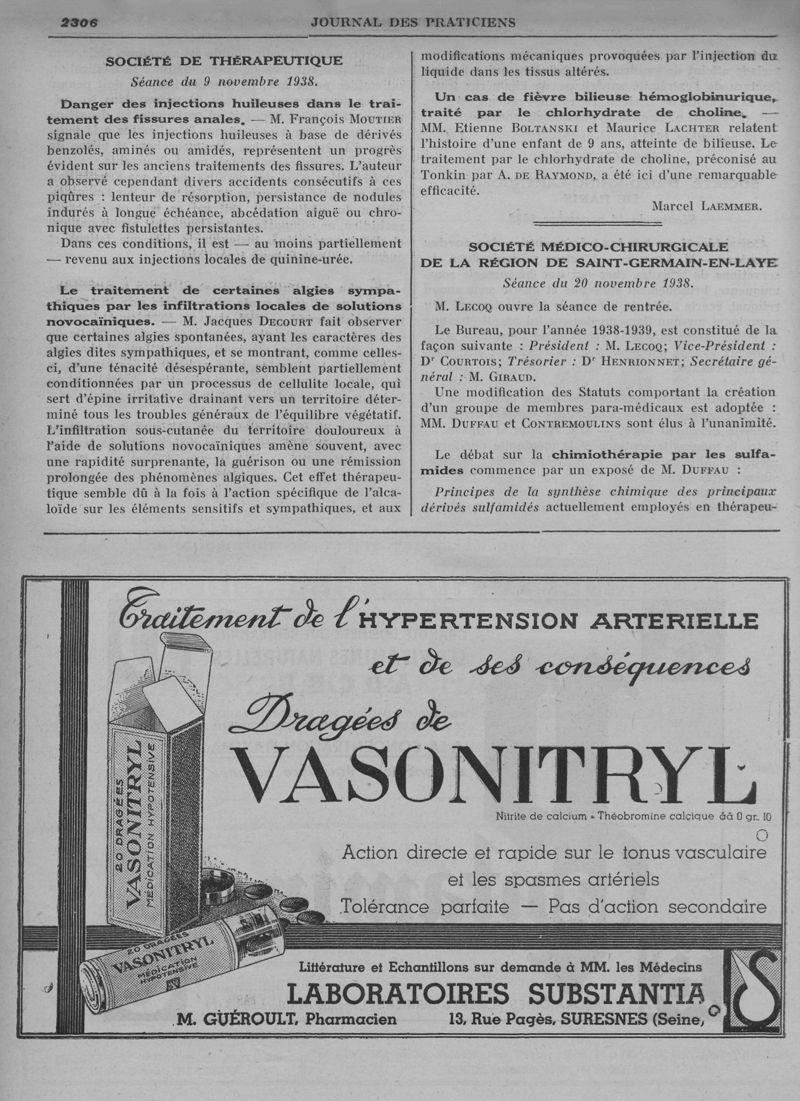 2306
JOURNAL DES PRATICIENS
SOCIÉTÉ DE THÉRAPEUTIQUE
Séance du 9 novembre 1938.
Danger des injections huileuses dans le trai-
tement des fissures anales. — M. François MOUTIER
signale que les injections huileuses à base de dérivés
benzolés, aminés ou amidés, représentent un progrès
évident sur les anciens traitements des fissures. L'auteur
a observé cependant divers accidents consécutifs à ces
piqûres : lenteur de résorption, persistance de nodules
indurés à longue échéance, abcédation aiguë ou chro-
nique avec fistulettes persistantes.
Dans ces conditions, il est — au moins partiellement
— revenu aux injections locales de quinine-urée.
Le traitement de certaines algies sympa-
thiques par les infiltrations locales de solutions
novocaïniques. — M. Jacques DECOURT fait observer
que certaines algies spontanées, ayant les caractères des
algies dites sympathiques, et se montrant, comme celles-
ci, d'une ténacité désespérante, semblent partiellement
conditionnées par un processus de cellulite locale, qui
sert d'épine irritative drainant vers un territoire déter-
miné tous les troubles généraux de l'équilibre végétatif.
L'infiltration sous-cutanée du territoire douloureux à
l'aide de solutions novocaïniques amène souvent, avec
une rapidité surprenante, la guérison ou une rémission
prolongée des phénomènes algiques. Cet effet thérapeu-
tique semble dû à la fois à l'action spécifique de l'alca-
loïde sur les éléments sensitifs et sympathiques, et aux
modifications mécaniques provoquées par l'injection du
liquide dans les tissus altérés.
Un cas de fièvre bilieuse hémoglobinurique,
traité par le chlorhydrate de choline. —
MM. Etienne BOLTANSKI et Maurice LACHTER relatent
l'histoire d'une enfant de 9 ans, atteinte de bilieuse. Le
traitement par le chlorhydrate de choline, préconisé au
Tonkin par A. DE RAYMOND, a été ici d'une remarquable
efficacité.
Marcel LAEMMER.
SOCIÉTÉ MÉDICO-CHIRURGICALE
DE LA RÉGION DE SAINT-GERMAIN-EN-LAYE
Séance du 20 novembre 1938.
M. LECOQ ouvre la séance de rentrée.
Le Bureau, pour l'année 1938-1939, est constitué de la
façon suivante : Président : M. LECOQ; Vice-Président :
Dr COURTOIS; Trésorier : Dr HENRIONNET; Secrétaire gé-
néral : M. GIRAUD.
Une modification des Statuts comportant la création
d'un groupe de membres para-médicaux est adoptée :
MM. DUFFAU et CONTREMOULINS sont élus à l'unanimité.
Le débat sur la chimiothérapie par les sulfa-
mides commence par un exposé de M. DUFFAU :
Principes de la synthèse chimique des principaux
dérivés sulfamidés actuellement employés en thérapeu-
Traitement de l'HYPERTENSION ARTERIELLE
et de ses conséquences
Dragées de
VASONITRYL
Nitrite de calcium - Théobromine calcique ââ 0 gr. 10
Action directe et rapide sur le tonus vasculaire
et les spasmes artériels
Tolérance parfaite — Pas d'action secondaire
20 DRAGÉES
VASONITRYL
MÉDICATION HYPOTENSIVE
20 DRAGÉES
VASONITRYL
MÉDICATION
HYPOTENSIVE
Littérature et Echantillons sur demande à MM. les Médecins
LABORATOIRES SUBSTANTIA
M. GUÉROULT, Pharmacien 13, Rue Pagès, SURESNES (Seine)
S